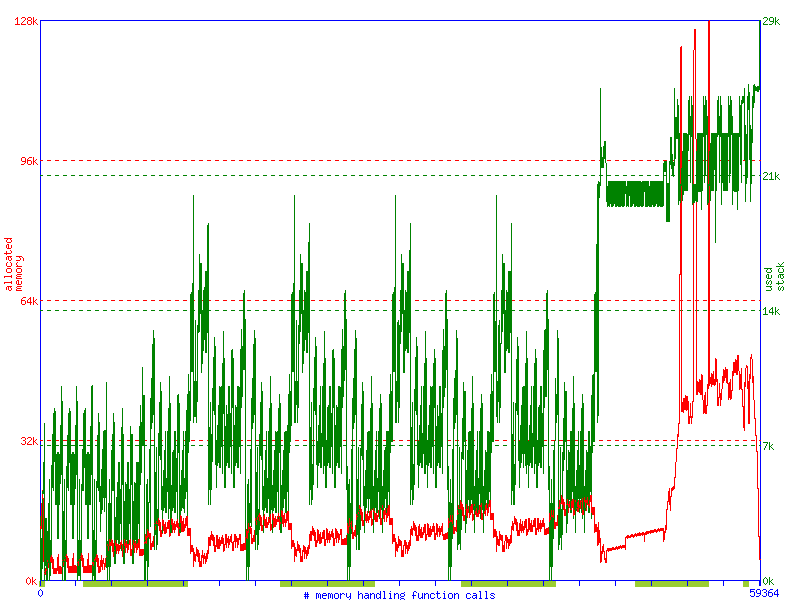 128k
29k
96k
21k
allocated
memory
used
stack
64k
14k
32k
7k
0k
0k
0
# memory handling function calls
59364